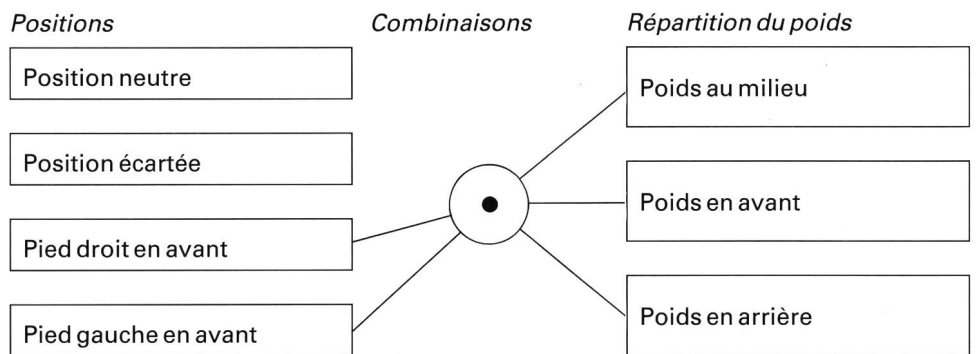 Positions
Combinaisons
Répartition du poids
Position neutre
Position écartée
Pied droit en avant
Pied gauche en avant
Poids au milieu
Poids en avant
Poids en arrière